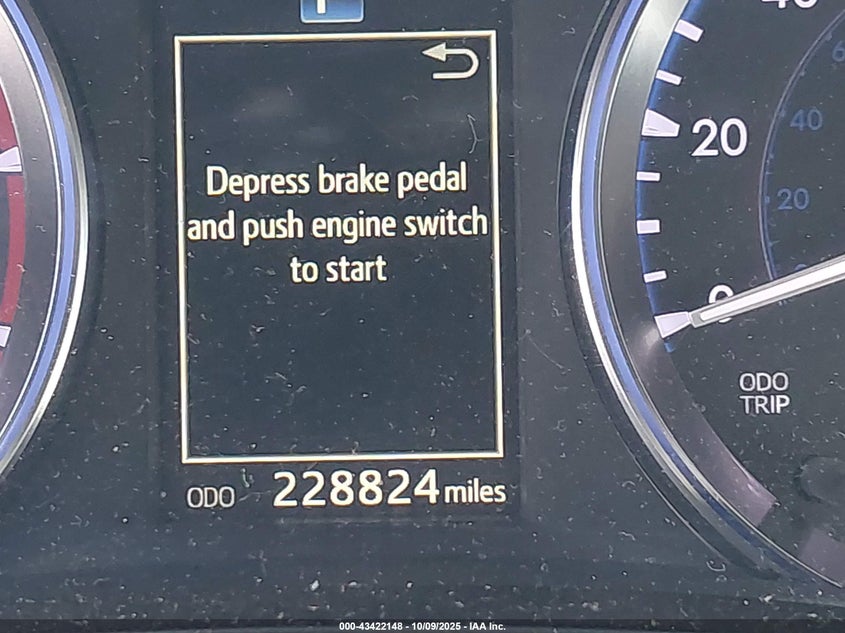 Depress brake pedal
and push engine switch
to start
ODO 228824 miles
20
0
40
20
ODO
TRIP
000-43422148 - 10/09/2025 - IAA Inc.